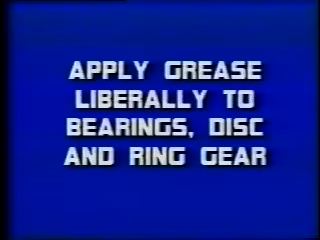 APPLY GREASE
LIBERALLY TO
BEARINGS, DISC
AND RING GEAR